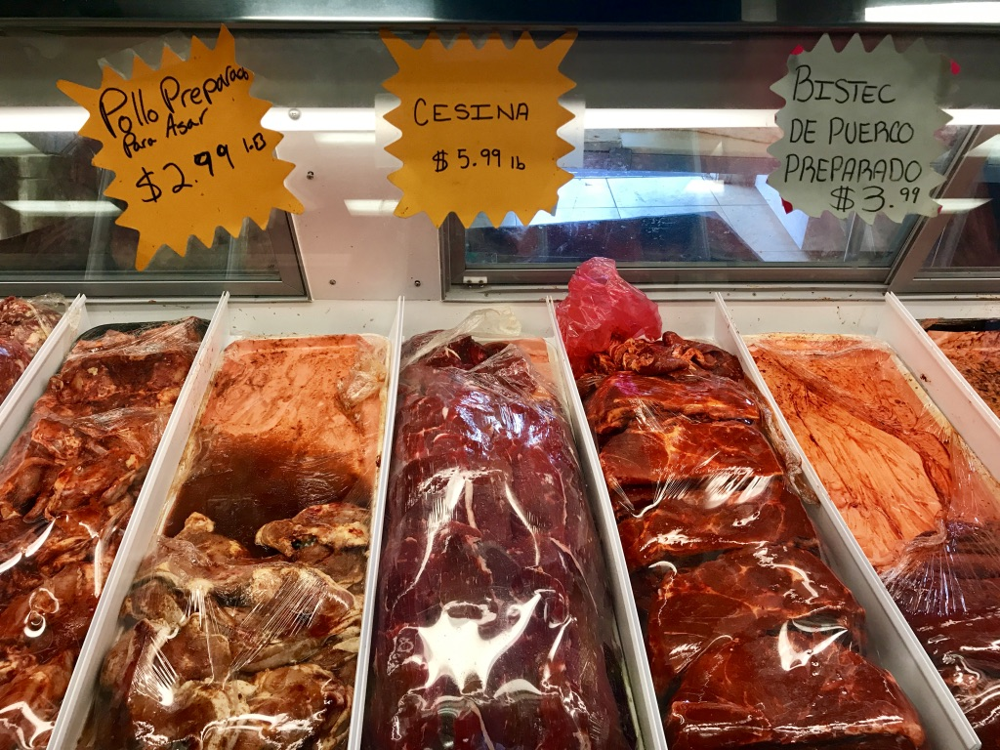 Pollo Preparado
Para Asar
$2.99 LB
CESINA
$5.99 lb
BISTEC
DE PUERCO
PREPARADO
$3.99